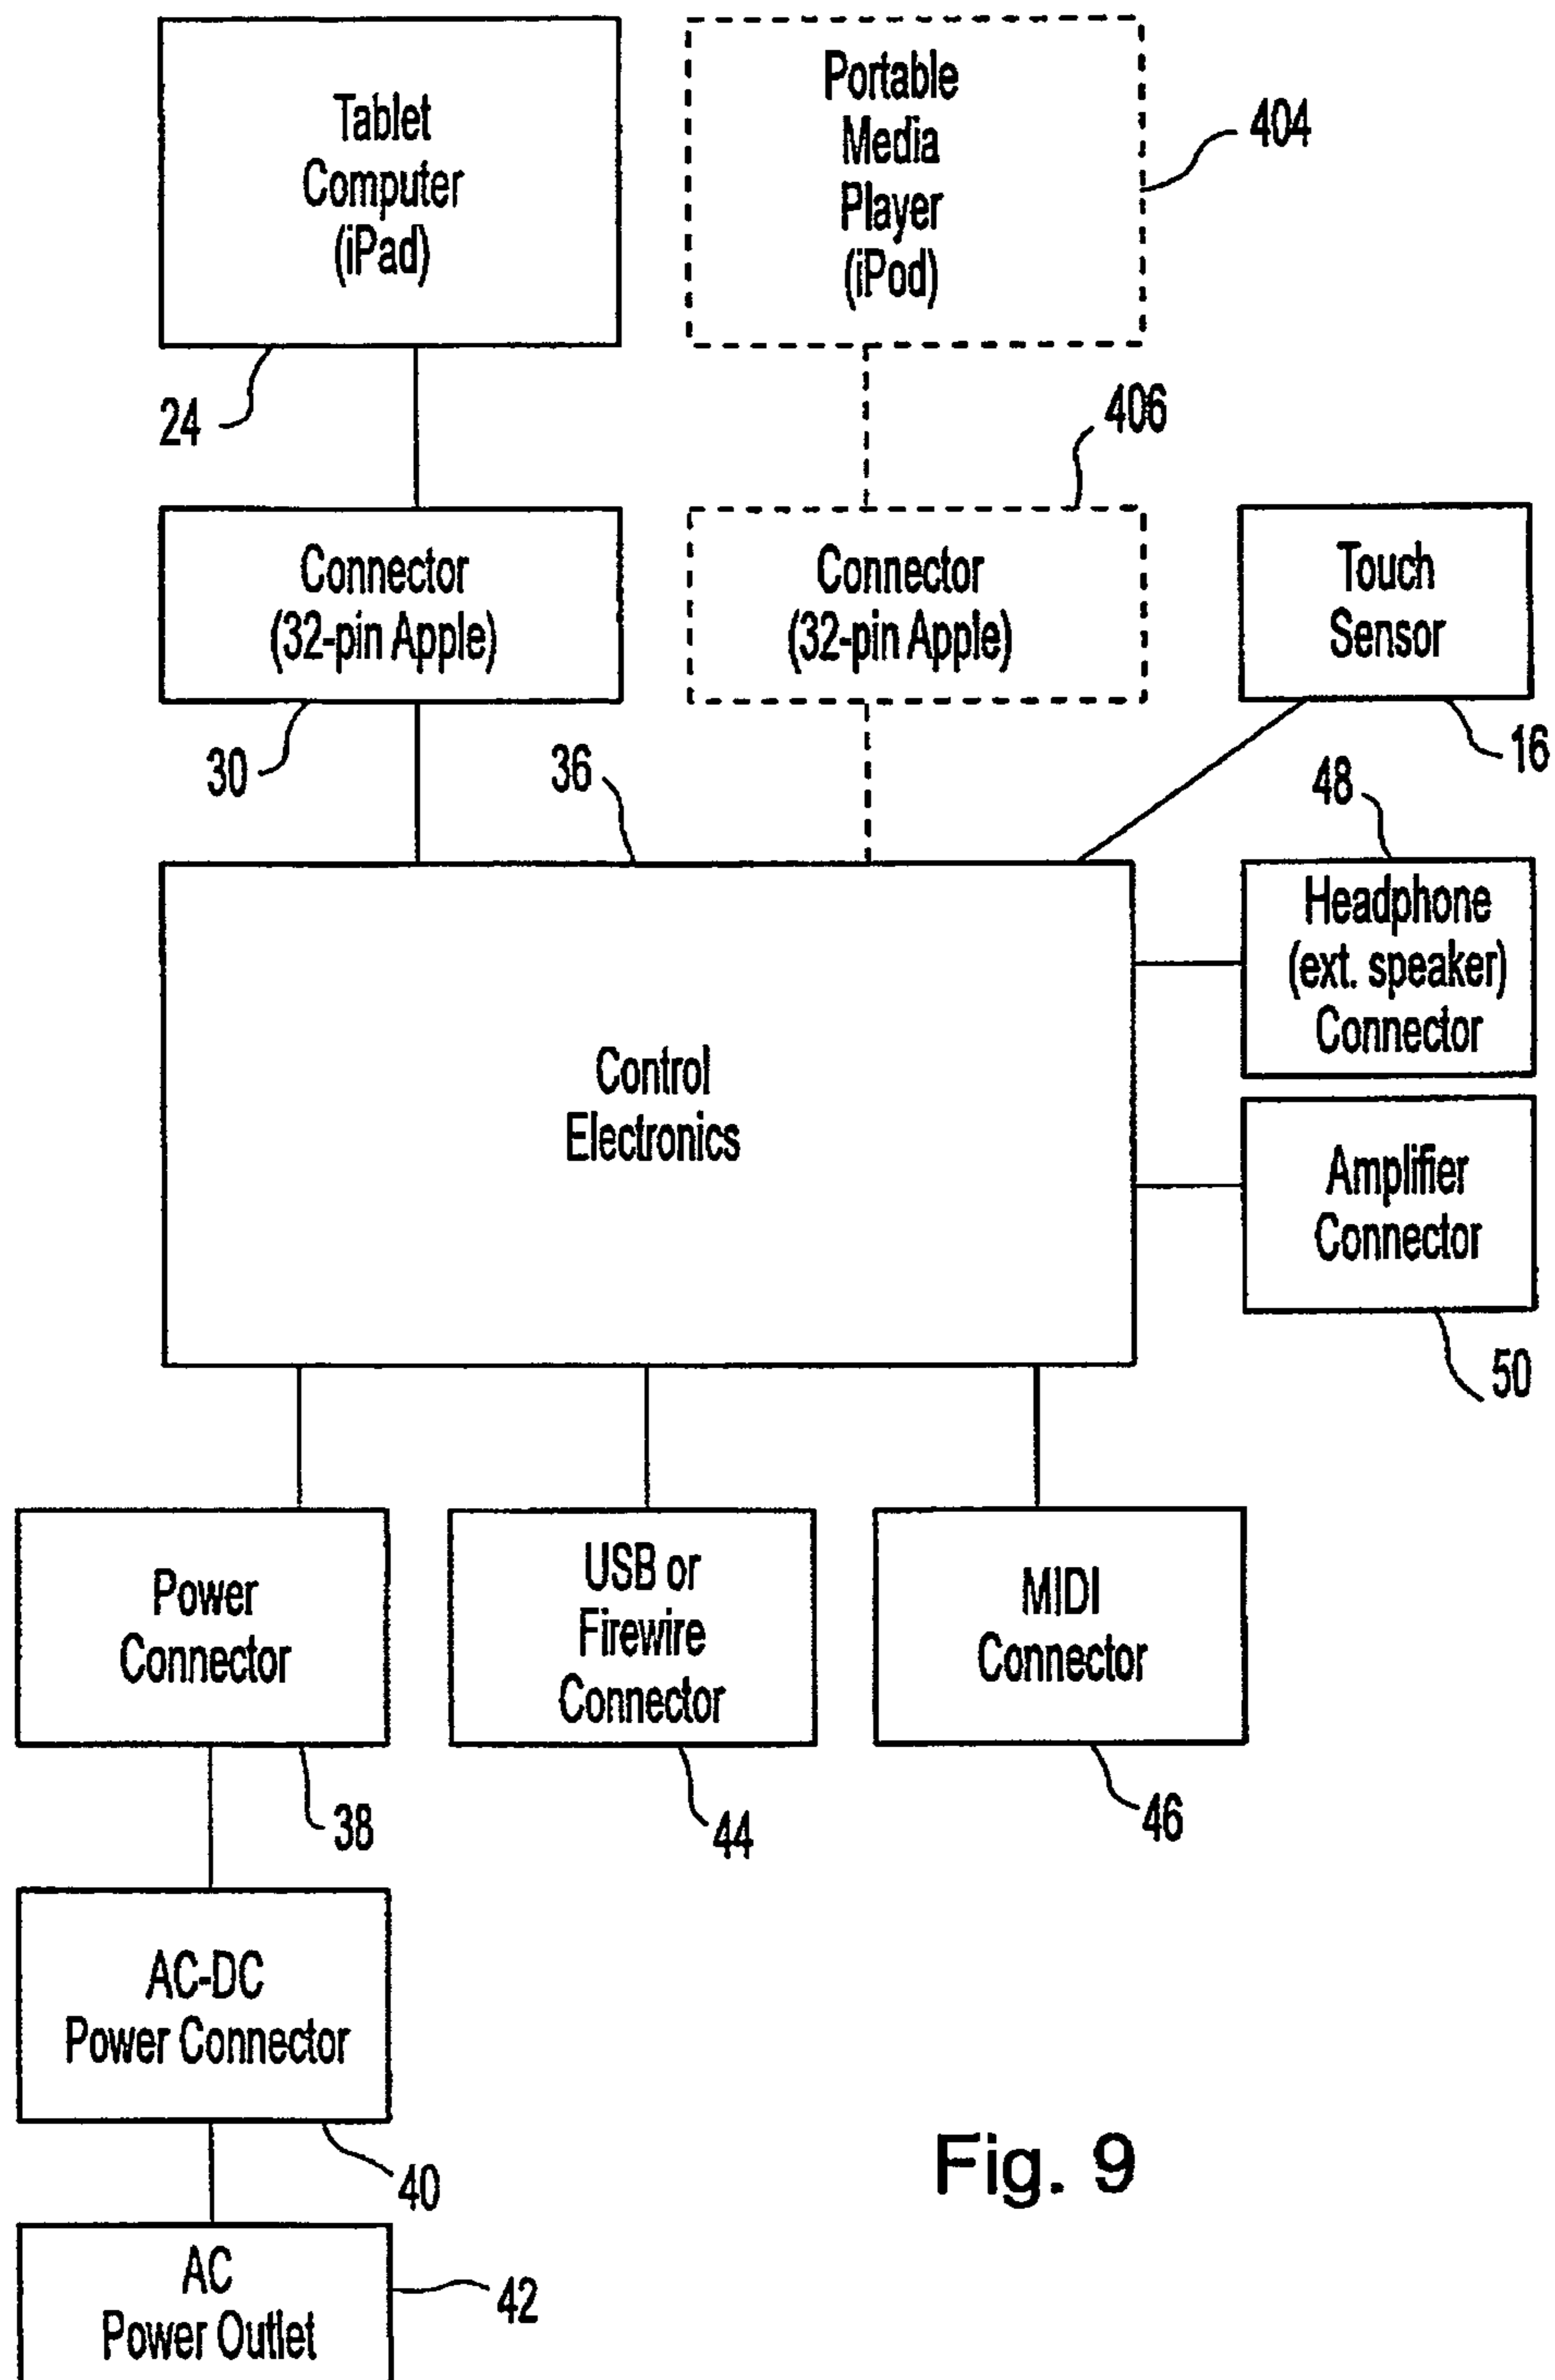 Tablet
Computer
(iPad)
Portable
Media
Player
(iPod)
404
24
406
Connector
(32-pin Apple)
Connector
(32-pin Apple)
Touch
Sensor
30
36
16
48
Headphone
(ext. speaker)
Connector
Control
Electronics
Amplifier
Connector
50
Power
Connector
USB or
Firewire
Connector
MIDI
Connector
38
44
46
AC-DC
Power Connector
40
Fig. 9
AC
Power Outlet
42